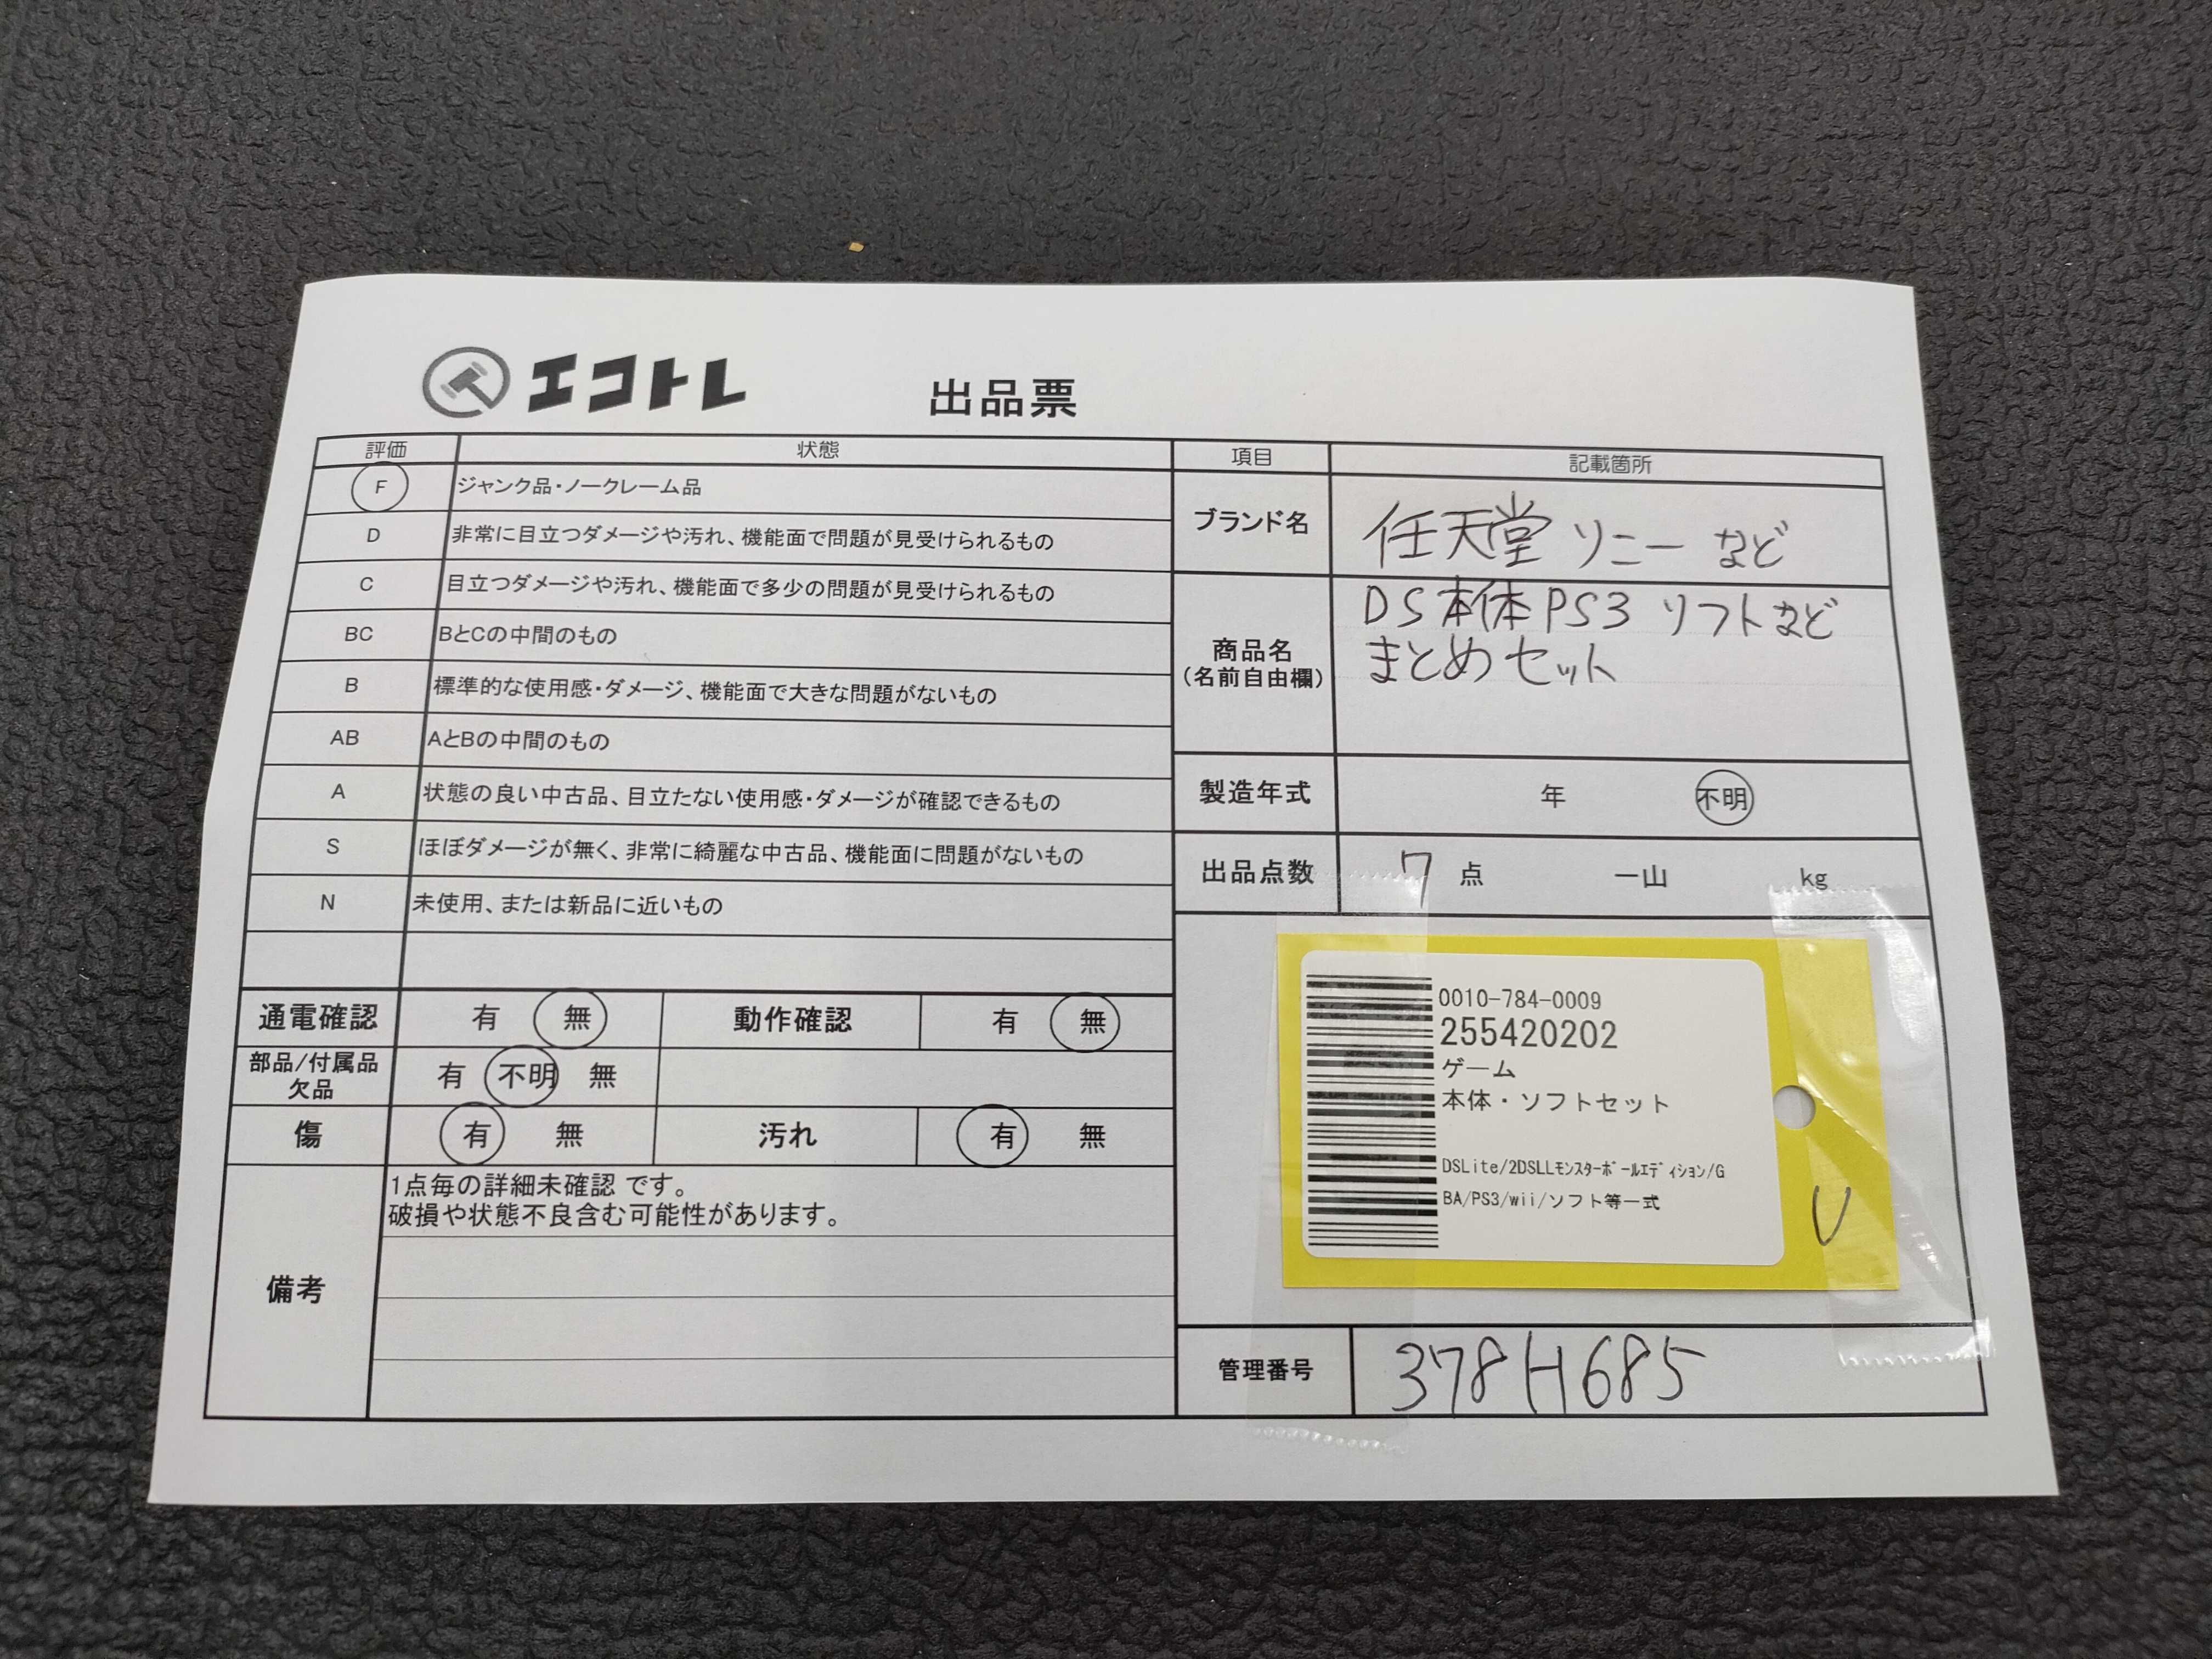 エコトレ
出品票
評価 状態
F ジャンク品・ノークレーム品
D 非常に目立つダメージや汚れ、機能面で問題が見受けられるもの
C 目立つダメージや汚れ、機能面で多少の問題が見受けられるもの
BC BとCの中間のもの
B 標準的な使用感・ダメージ、機能面で大きな問題がないもの
AB AとBの中間のもの
A 状態の良い中古品、目立たない使用感・ダメージが確認できるもの
S ほぼダメージが無く、非常に綺麗な中古品、機能面に問題がないもの
N 未使用、または新品に近いもの
通電確認 有 無 動作確認 有 無
部品/付属品
欠品 有 不明 無
傷 有 無 汚れ 有 無
備考
1点毎の詳細未確認 です。
破損や状態不良含む可能性があります。
項目 記載箇所
ブランド名 任天堂 ソニー など
商品名
(名前自由欄)
DS本体 PS3 ソフトなど
まとめセット
製造年式 年 不明
出品点数 7 点 一山 kg
0010-784-0009
255420202
ゲーム
本体・ソフトセット
DSLite/2DSLLﾓﾝｽﾀｰﾎﾞｰﾙｴﾃﾞｨｼｮﾝ/G
BA/PS3/wii/ソフト等一式
V
管理番号 378H685